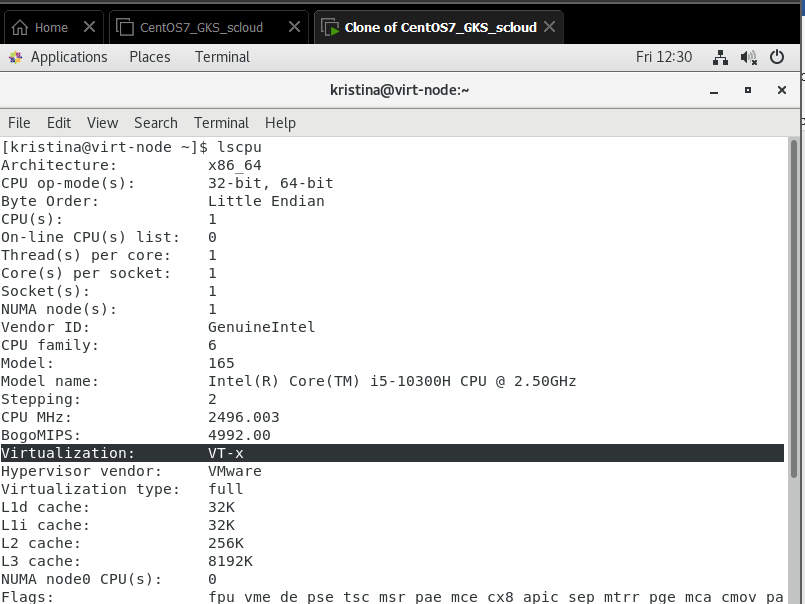 Home CentOS7_GKS_scloud Clone of CentOS7_GKS_scloud
Applications Places Terminal Fri 12:30
kristina@virt-node:~
File Edit View Search Terminal Help
[kristina@virt-node ~]$ lscpu
Architecture: x86_64
CPU op-mode(s): 32-bit, 64-bit
Byte Order: Little Endian
CPU(s): 1
On-line CPU(s) list: 0
Thread(s) per core: 1
Core(s) per socket: 1
Socket(s): 1
NUMA node(s): 1
Vendor ID: GenuineIntel
CPU family: 6
Model: 165
Model name: Intel(R) Core(TM) i5-10300H CPU @ 2.50GHz
Stepping: 2
CPU MHz: 2496.003
BogoMIPS: 4992.00
Virtualization: VT-x
Hypervisor vendor: VMware
Virtualization type: full
L1d cache: 32K
L1i cache: 32K
L2 cache: 256K
L3 cache: 8192K
NUMA node0 CPU(s): 0
Flags: fpu vme de pse tsc msr pae mce cx8 apic sep mtrr pge mca cmov pa